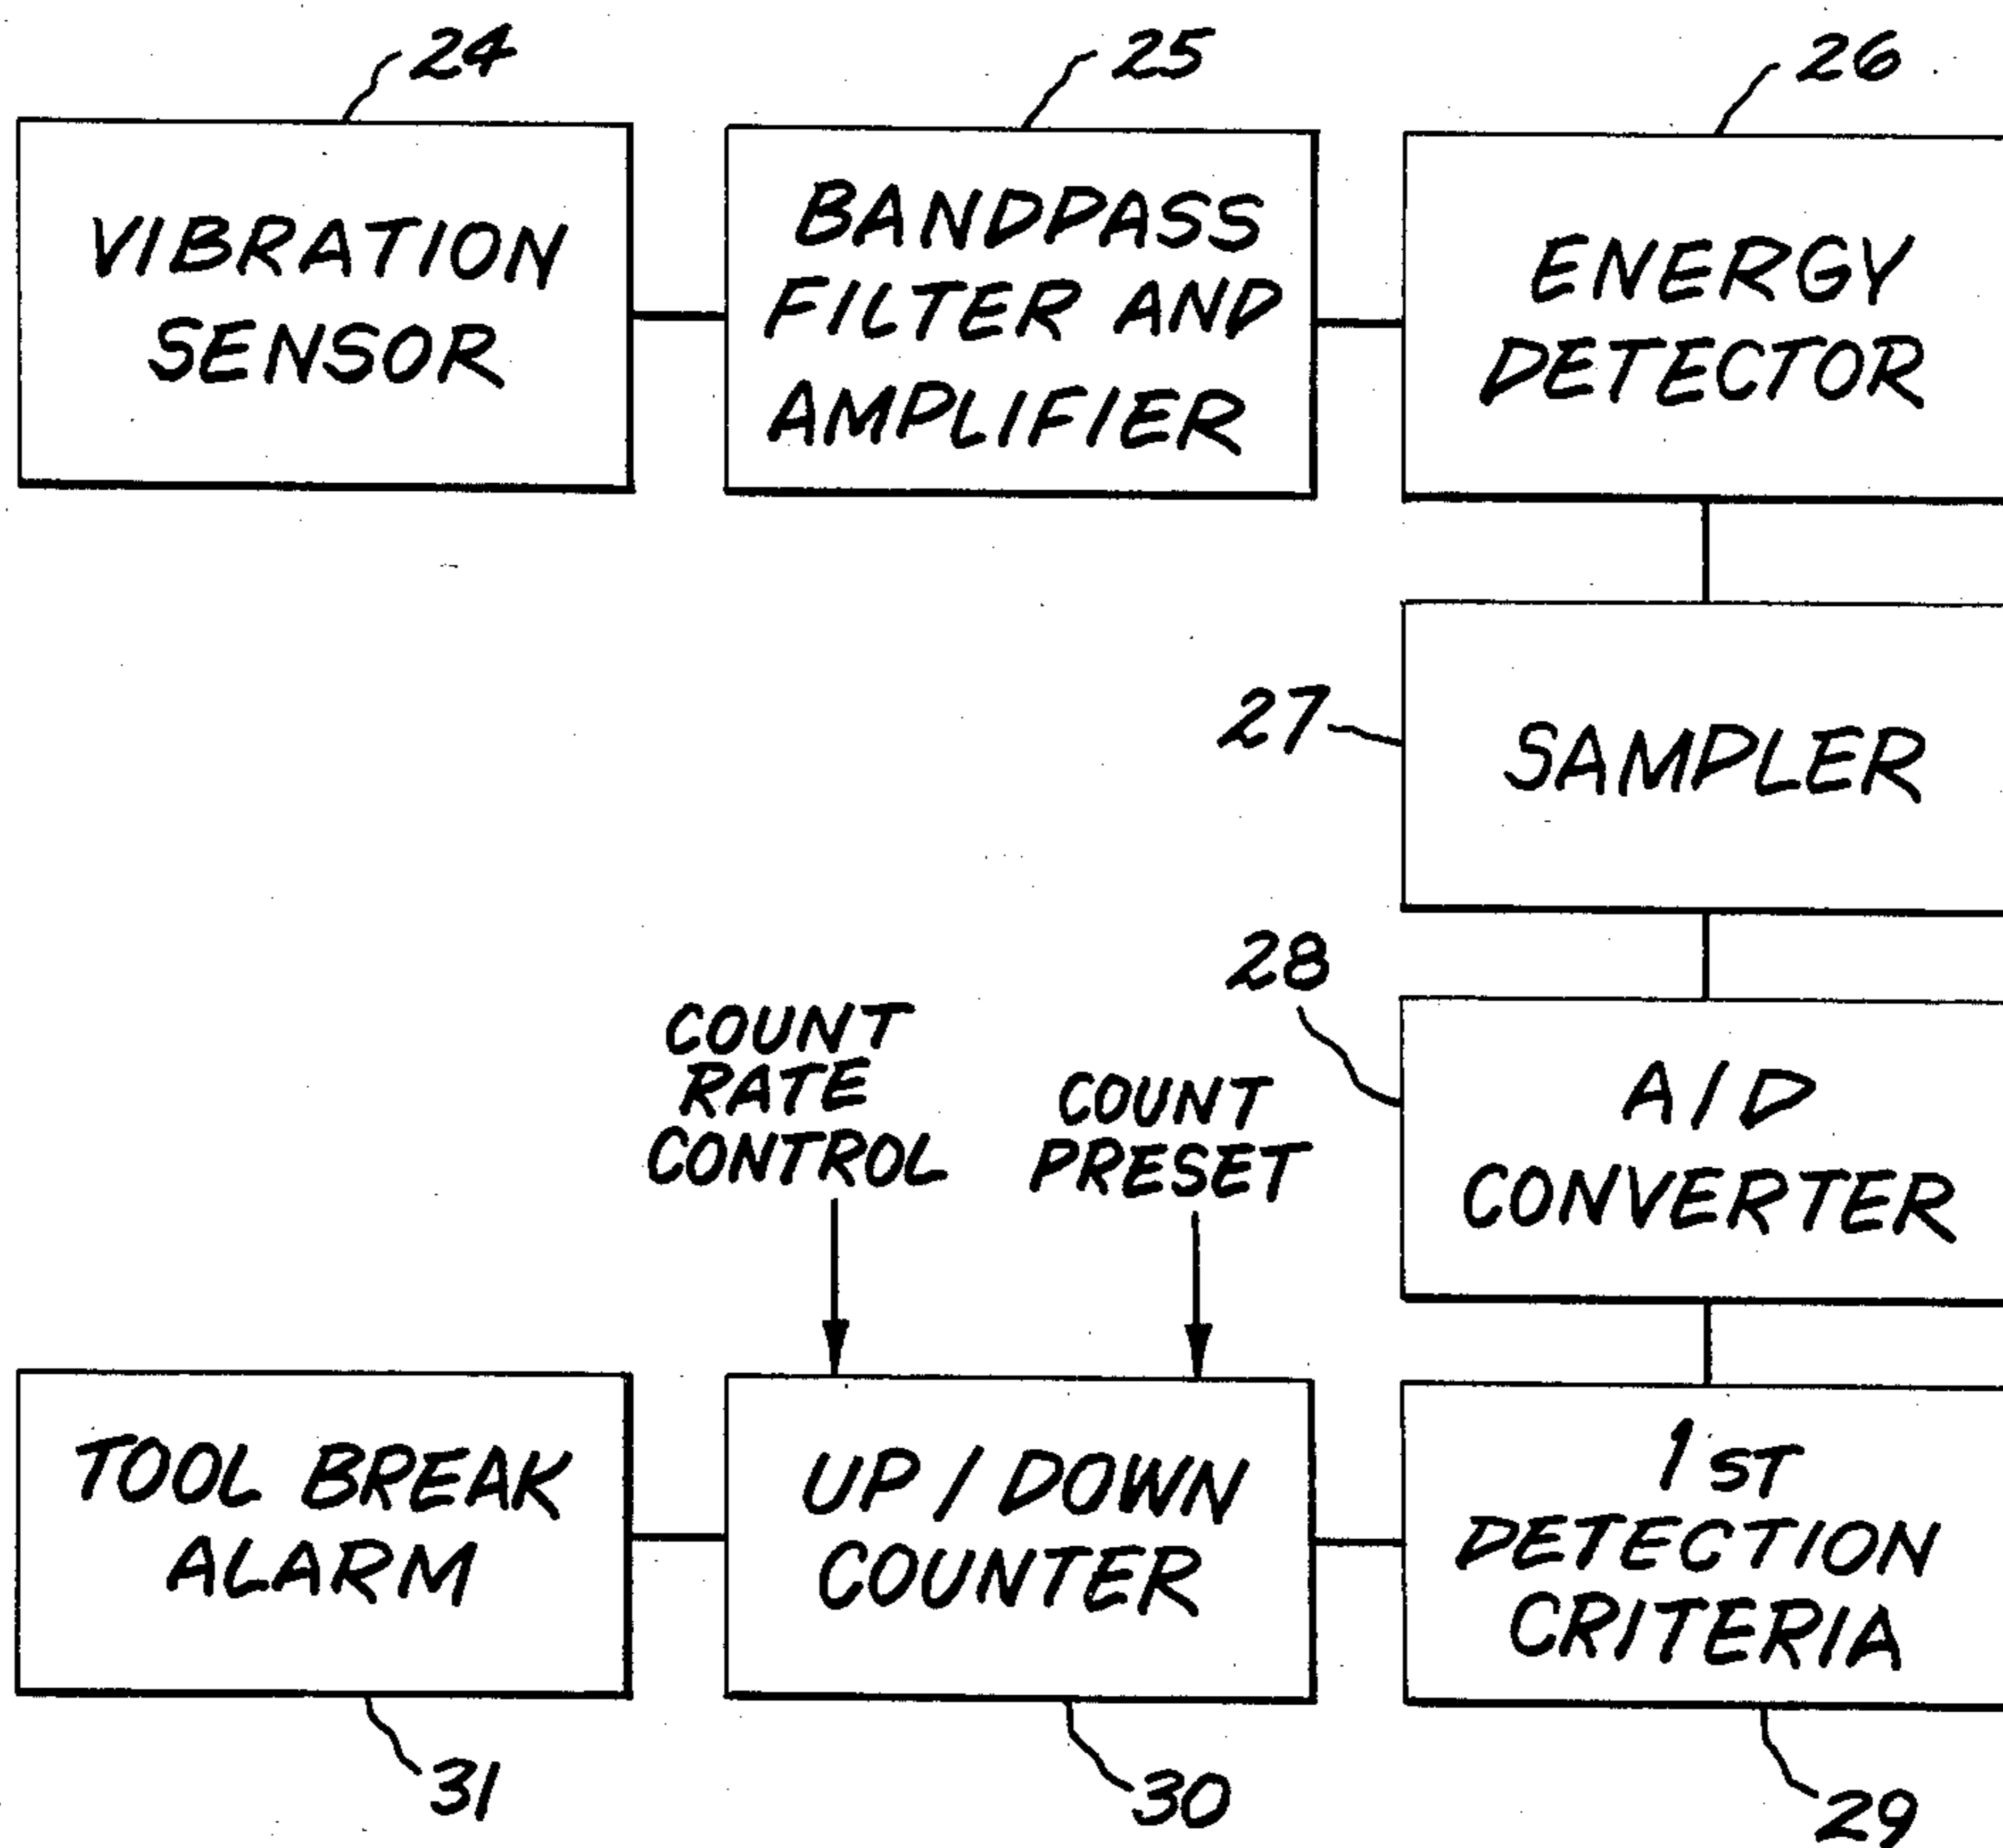 24
25
26
VIBRATION
SENSOR
BANDPASS
FILTER AND
AMPLIFIER
ENERGY
DETECTOR
27
SAMPLER
28
A/D
CONVERTER
COUNT
RATE
CONTROL
COUNT
PRESET
TOOL BREAK
ALARM
UP / DOWN
COUNTER
1ST
DETECTION
CRITERIA
31
30
29